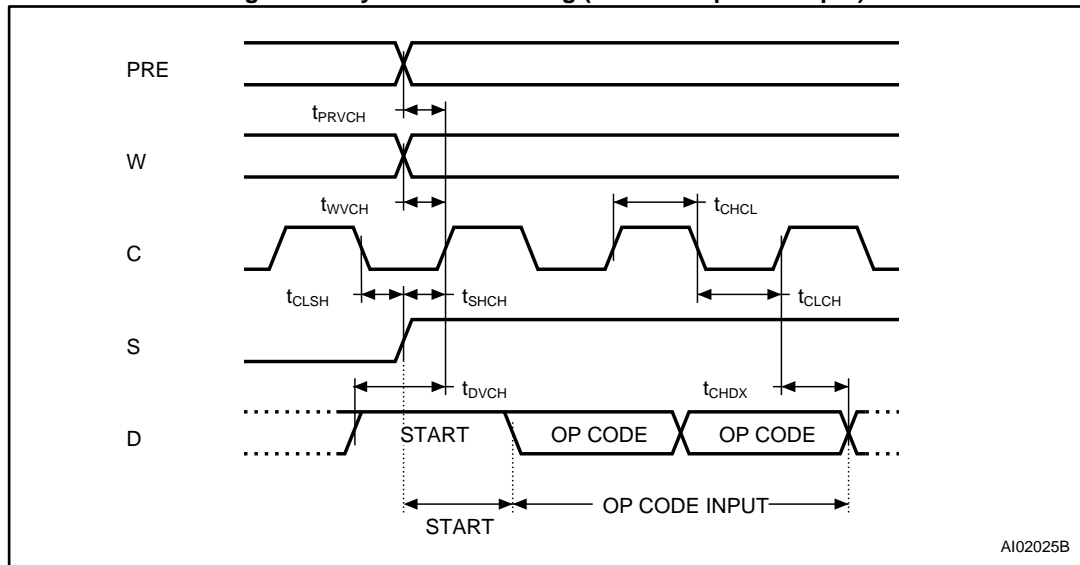 PRE
tPRVCH
W
tWVCH
tCHCL
C
tCLSH
tSHCH
tCLCH
S
tDVCH
tCHDX
D
START
OP CODE
OP CODE
OP CODE INPUT
START
AI02025B